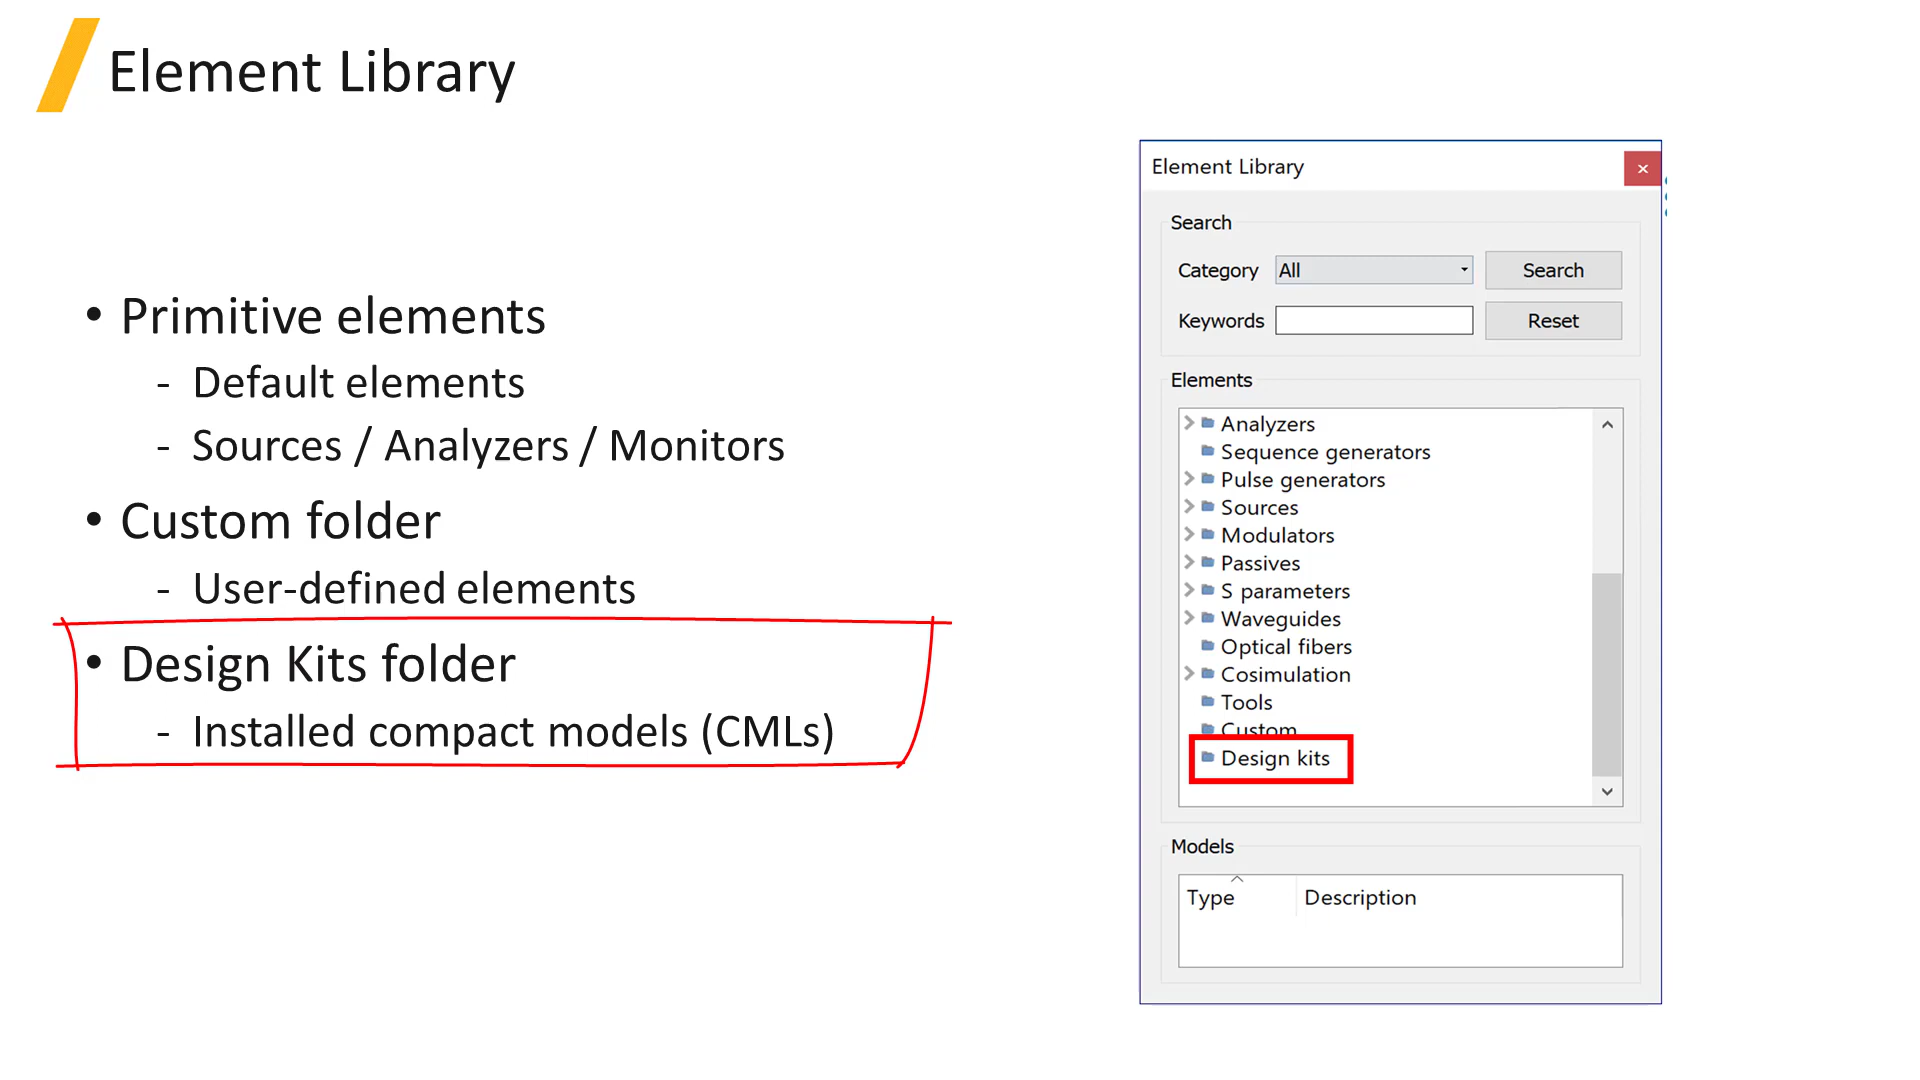 Element Library
• Primitive elements
- Default elements
- Sources / Analyzers / Monitors
• Custom folder
- User-defined elements
• Design Kits folder
- Installed compact models (CMLs)
Element Library
Search
Category All Search
Keywords Reset
Elements
Analyzers
Sequence generators
Pulse generators
Sources
Modulators
Passives
S parameters
Waveguides
Optical fibers
Cosimulation
Tools
Custom
Design kits
Models
Type Description